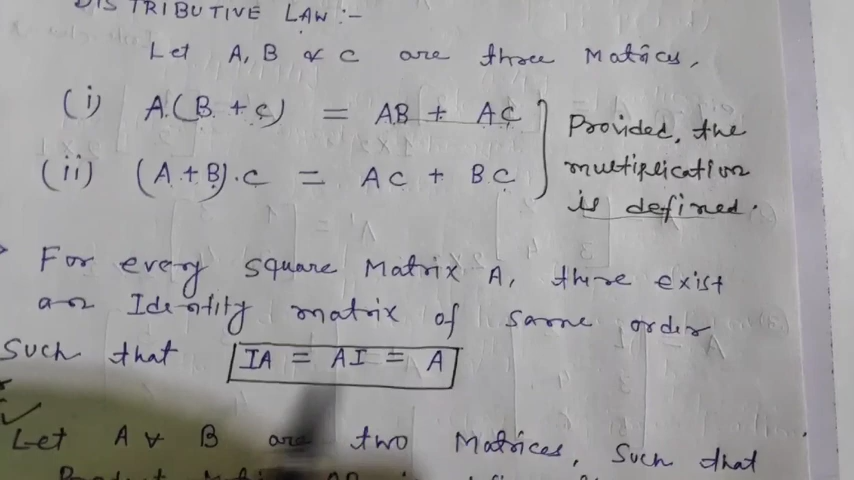 DISTRIBUTIVE LAW :-
Let A, B & C are three Matrices,
(i) A.(B + C) = AB + AC
(ii) (A + B).C = AC + BC
Provided, the
multiplication
is defined.
For every square Matrix A, there exist
an Identity matrix of same order
Such that IA = AI = A
Let A & B are two Matrices, Such that